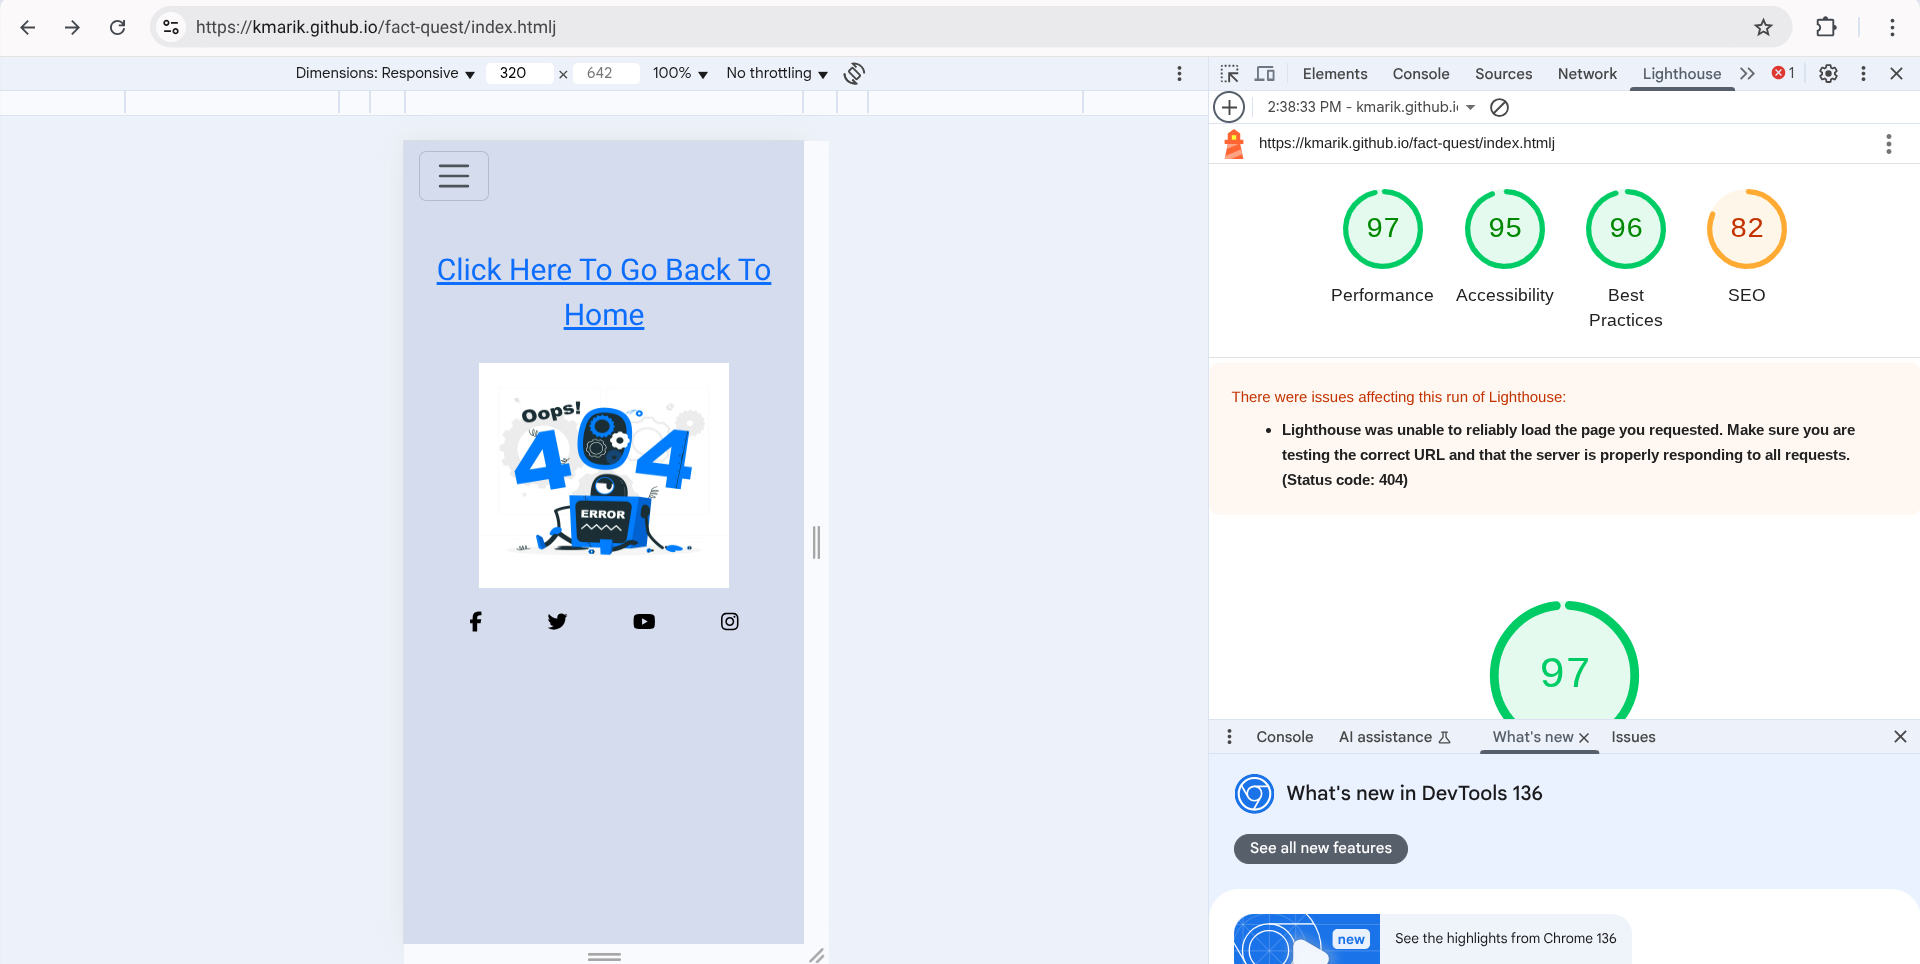 https://kmarik.github.io/fact-quest/index.htmlj
Dimensions: Responsive ▼ 320 × 642 100% ▼ No throttling ▼
Elements Console Sources Network Lighthouse 1
2:38:33 PM - kmarik.github.i
https://kmarik.github.io/fact-quest/index.htmlj
97 95 96 82
Performance Accessibility Best Practices SEO
There were issues affecting this run of Lighthouse:
• Lighthouse was unable to reliably load the page you requested. Make sure you are
testing the correct URL and that the server is properly responding to all requests.
(Status code: 404)
97
Click Here To Go Back To
Home
Oops!
404
ERROR
Console AI assistance What's new Issues
What's new in DevTools 136
See all new features
new
See the highlights from Chrome 136